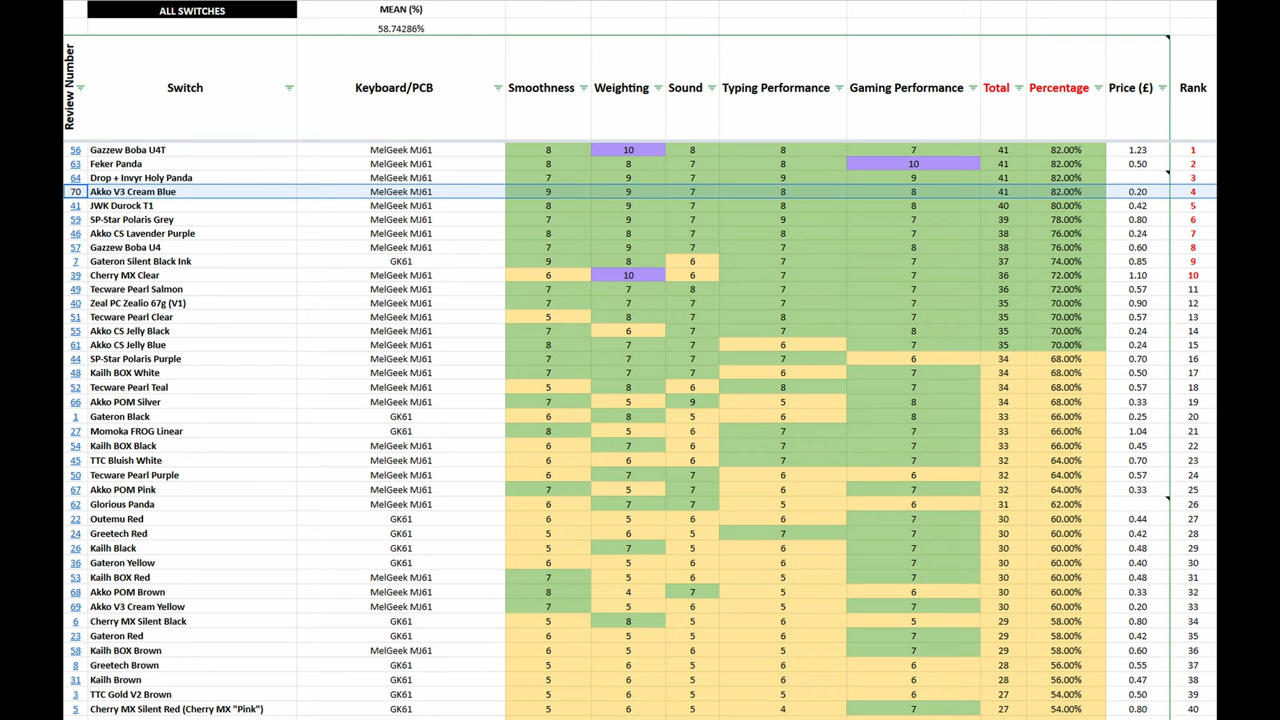 ALL SWITCHES MEAN (%)
58.74286%
Review Number Switch Keyboard/PCB Smoothness Weighting Sound Typing Performance Gaming Performance Total Percentage Price (£) Rank
56 Gazzew Boba U4T MelGeek MJ61 8 10 8 8 7 41 82.00% 1.23 1
63 Feker Panda MelGeek MJ61 8 8 7 8 10 41 82.00% 0.50 2
64 Drop + Invyr Holy Panda MelGeek MJ61 7 9 7 9 9 41 82.00% 3
70 Akko V3 Cream Blue MelGeek MJ61 9 9 7 8 8 41 82.00% 0.20 4
41 JWK Durock T1 MelGeek MJ61 8 9 7 8 8 40 80.00% 0.42 5
59 SP-Star Polaris Grey MelGeek MJ61 7 9 7 9 7 39 78.00% 0.80 6
46 Akko CS Lavender Purple MelGeek MJ61 8 8 7 8 7 38 76.00% 0.24 7
57 Gazzew Boba U4 MelGeek MJ61 7 9 7 7 8 38 76.00% 0.60 8
7 Gateron Silent Black Ink GK61 9 8 6 7 7 37 74.00% 0.85 9
39 Cherry MX Clear MelGeek MJ61 6 10 6 7 7 36 72.00% 1.10 10
49 Tecware Pearl Salmon MelGeek MJ61 7 7 8 7 7 36 72.00% 0.57 11
40 Zeal PC Zealio 67g (V1) MelGeek MJ61 7 7 7 7 7 35 70.00% 0.90 12
51 Tecware Pearl Clear MelGeek MJ61 5 8 7 8 7 35 70.00% 0.57 13
55 Akko CS Jelly Black MelGeek MJ61 7 6 7 7 8 35 70.00% 0.24 14
61 Akko CS Jelly Blue MelGeek MJ61 8 7 7 6 7 35 70.00% 0.24 15
44 SP-Star Polaris Purple MelGeek MJ61 7 7 7 7 6 34 68.00% 0.70 16
48 Kailh BOX White MelGeek MJ61 7 7 7 6 7 34 68.00% 0.50 17
52 Tecware Pearl Teal MelGeek MJ61 5 8 6 8 7 34 68.00% 0.57 18
66 Akko POM Silver MelGeek MJ61 7 5 9 5 8 34 68.00% 0.33 19
1 Gateron Black GK61 6 8 5 6 8 33 66.00% 0.25 20
27 Momoka FROG Linear GK61 8 5 6 7 7 33 66.00% 1.04 21
54 Kailh BOX Black MelGeek MJ61 6 7 6 7 7 33 66.00% 0.45 22
45 TTC Bluish White MelGeek MJ61 6 6 6 7 7 32 64.00% 0.70 23
50 Tecware Pearl Purple MelGeek MJ61 6 7 7 6 6 32 64.00% 0.57 24
67 Akko POM Pink MelGeek MJ61 7 5 7 6 7 32 64.00% 0.33 25
62 Glorious Panda MelGeek MJ61 6 7 7 5 6 31 62.00% 26
22 Outemu Red GK61 6 5 6 6 7 30 60.00% 0.44 27
24 Greetech Red GK61 5 6 5 7 7 30 60.00% 0.42 28
26 Kailh Black GK61 5 7 5 6 7 30 60.00% 0.48 29
36 Gateron Yellow GK61 6 5 6 6 7 30 60.00% 0.40 30
53 Kailh BOX Red MelGeek MJ61 7 5 6 5 7 30 60.00% 0.48 31
68 Akko POM Brown MelGeek MJ61 8 4 7 5 6 30 60.00% 0.33 32
69 Akko V3 Cream Yellow MelGeek MJ61 7 5 6 5 7 30 60.00% 0.20 33
6 Cherry MX Silent Black GK61 5 8 5 6 5 29 58.00% 0.80 34
23 Gateron Red GK61 6 5 5 6 7 29 58.00% 0.42 35
58 Kailh BOX Brown MelGeek MJ61 5 6 5 6 7 29 58.00% 0.60 36
8 Greetech Brown GK61 5 6 5 6 6 28 56.00% 0.55 37
31 Kailh Brown GK61 5 6 5 6 6 28 56.00% 0.47 38
3 TTC Gold V2 Brown GK61 5 6 5 5 6 27 54.00% 0.50 39
5 Cherry MX Silent Red (Cherry MX "Pink") GK61 5 6 5 4 7 27 54.00% 0.80 40